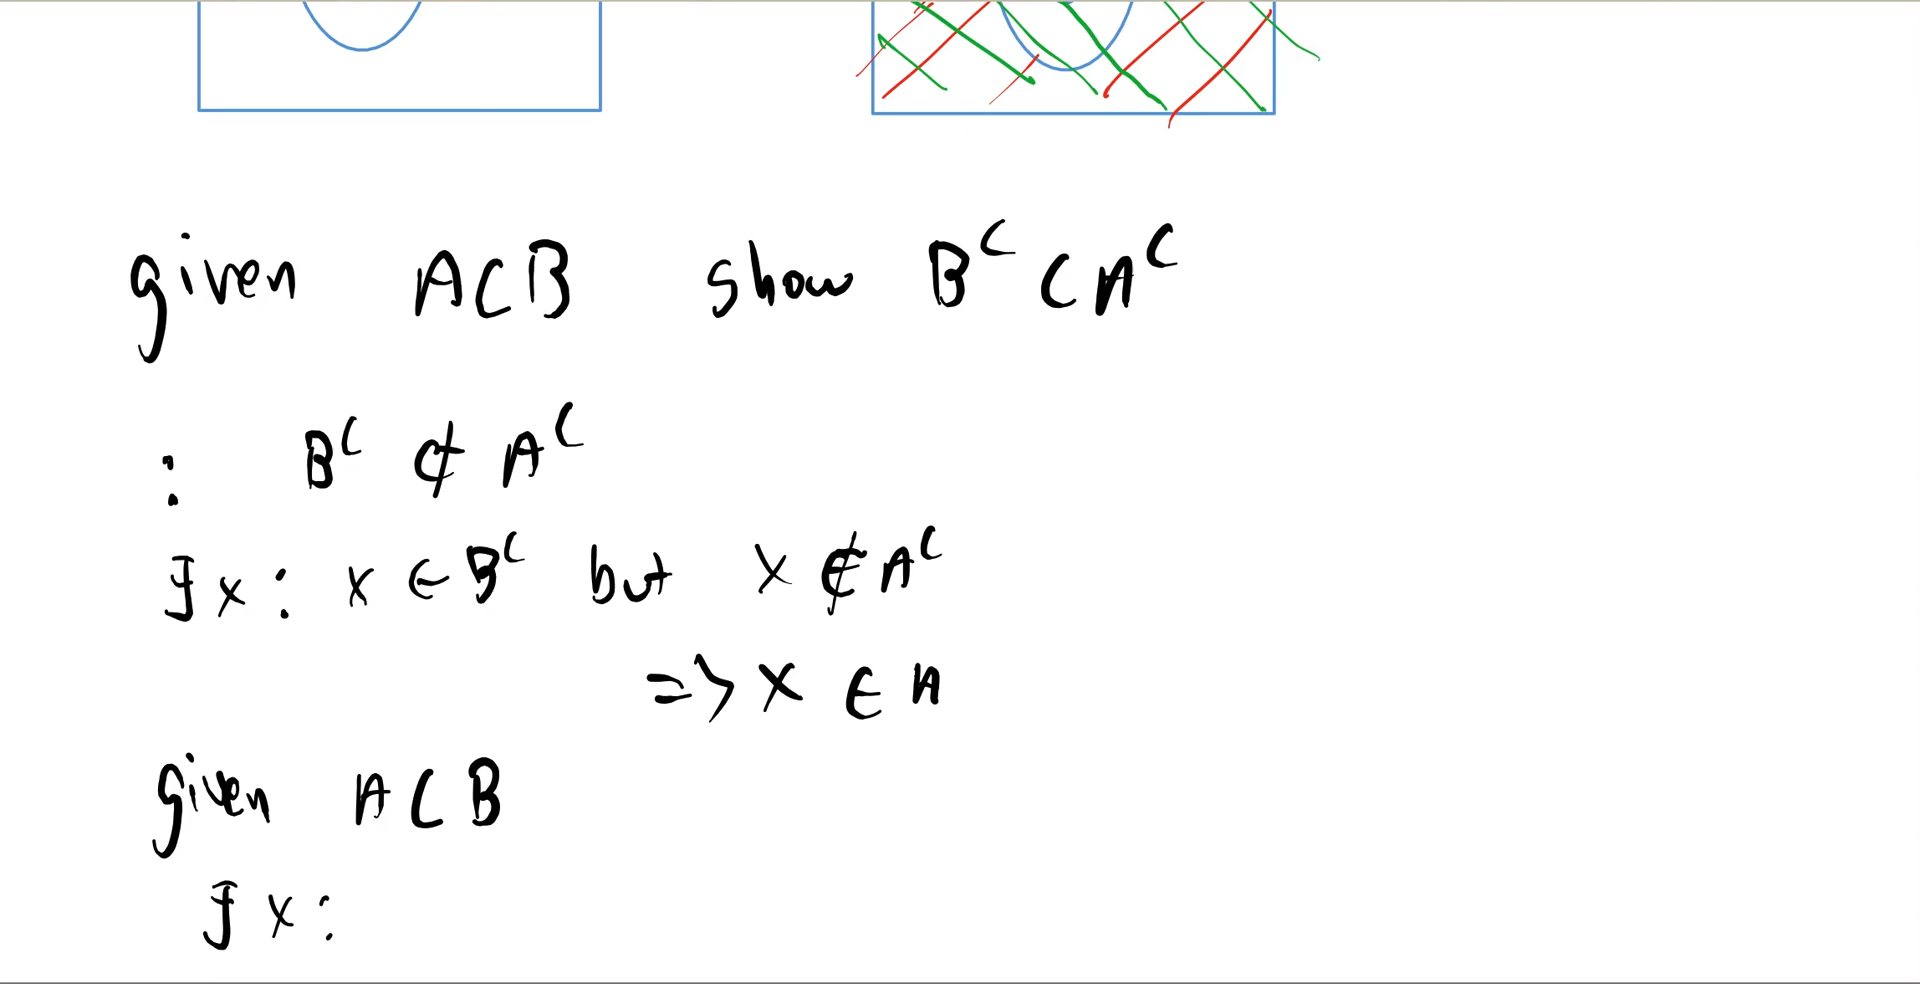 given A⊂B show Bᶜ ⊂ Aᶜ
: Bᶜ ⊄ Aᶜ
∃x: x ∈ Bᶜ but x ∉ Aᶜ
=> x ∈ A
given A⊂B
∃x: